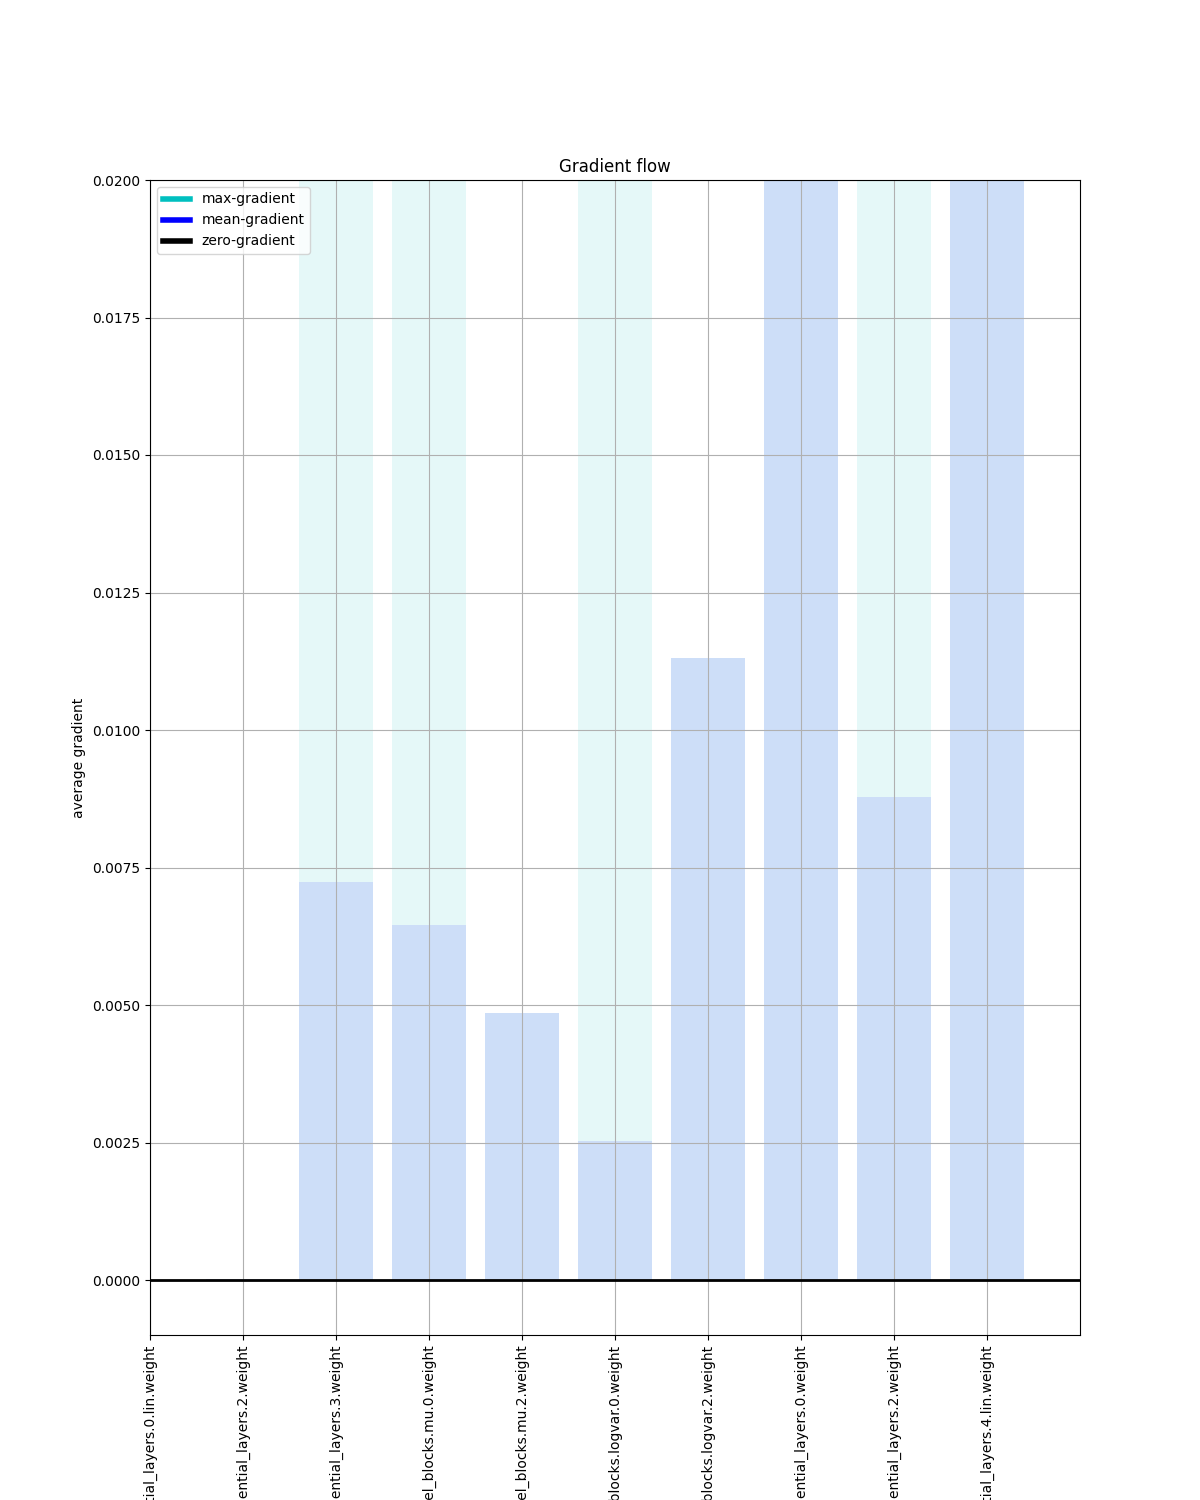 Gradient flow
max-gradient
mean-gradient
zero-gradient
average gradient
0.0200
0.0175
0.0150
0.0125
0.0100
0.0075
0.0050
0.0025
0.0000
tial_layers.0.lin.weight
ential_layers.2.weight
ential_layers.3.weight
el_blocks.mu.0.weight
el_blocks.mu.2.weight
blocks.logvar.0.weight
blocks.logvar.2.weight
ential_layers.0.weight
ential_layers.2.weight
tial_layers.4.lin.weight